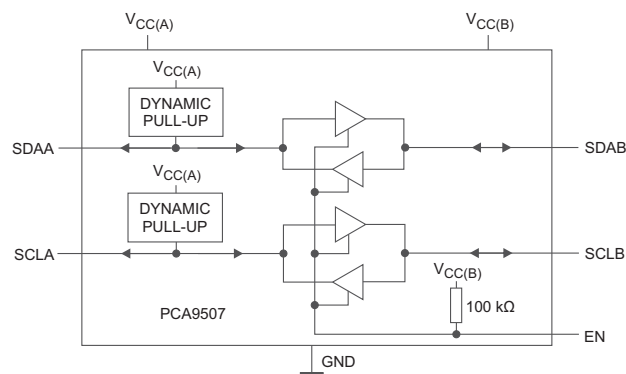 VCC(A)
VCC(B)
VCC(A)
DYNAMIC
PULL-UP
SDAA
SDAB
VCC(A)
DYNAMIC
PULL-UP
SCLA
SCLB
VCC(B)
100 kΩ
PCA9507
EN
GND